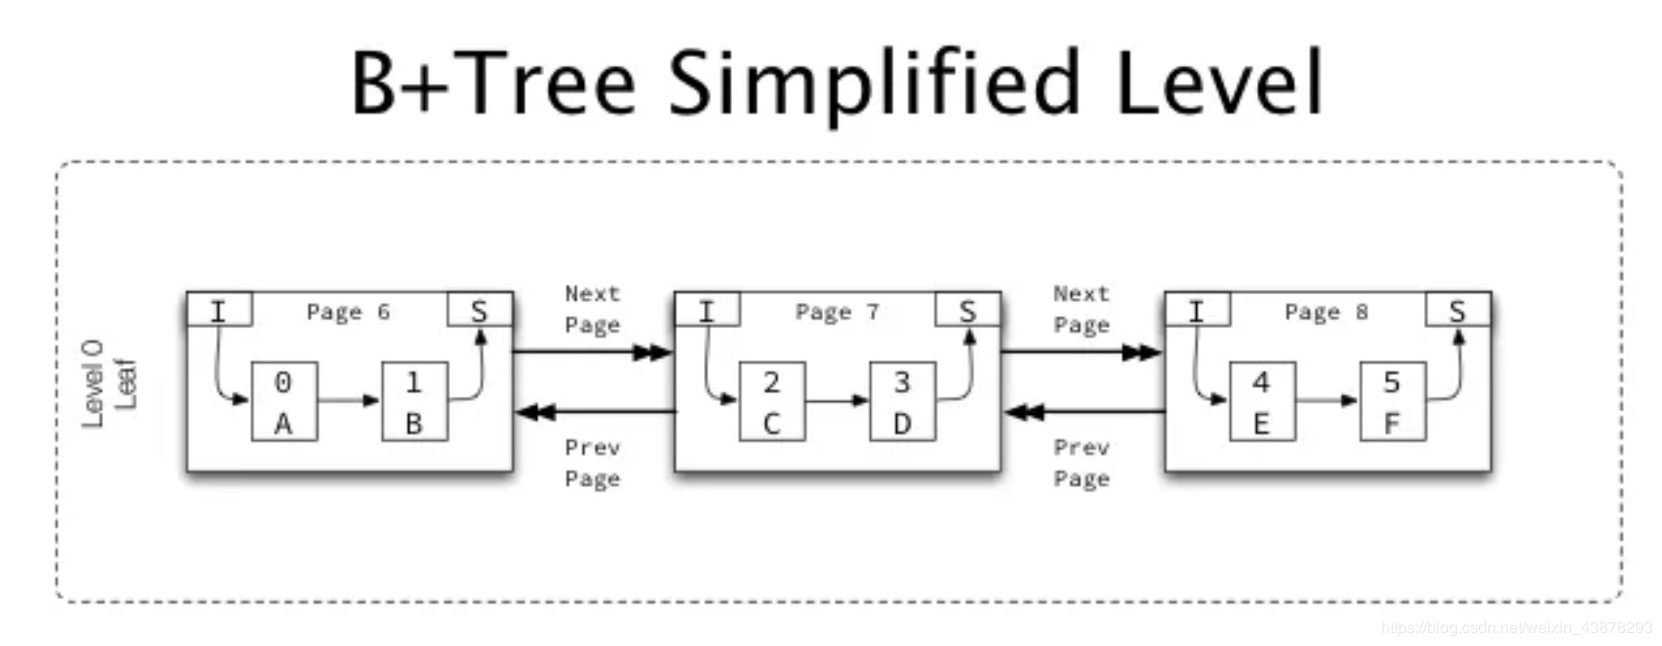 B+Tree Simplified Level
Level 0
Leaf
I Page 6 S
0 1
A B
Next
Page
Prev
Page
I Page 7 S
2 3
C D
Next
Page
Prev
Page
I Page 8 S
4 5
E F
https://blog.csdn.net/weixin_43878293